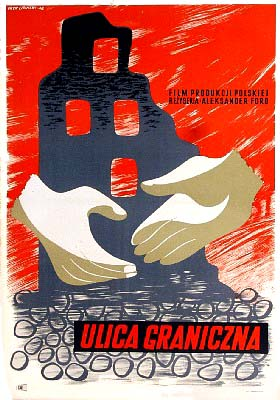 FILM PRODUKCJI POLSKIEJ
REŻYSERIA ALEKSANDER FORD
ULICA GRANICZNA